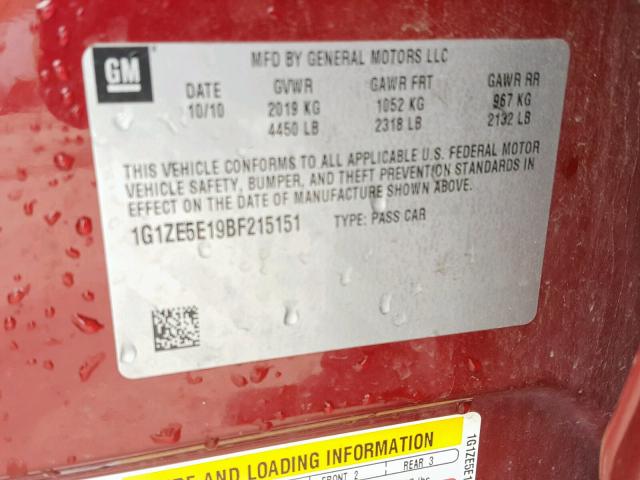 GM
MFD BY GENERAL MOTORS LLC
DATE GVWR GAWR FRT GAWR RR
10/10 2019 KG 1052 KG 967 KG
4450 LB 2318 LB 2132 LB
THIS VEHICLE CONFORMS TO ALL APPLICABLE U.S. FEDERAL MOTOR
VEHICLE SAFETY, BUMPER, AND THEFT PREVENTION STANDARDS IN
EFFECT ON THE DATE OF MANUFACTURE SHOWN ABOVE.
1G1ZE5E19BF215151 TYPE: PASS CAR
AND LOADING INFORMATION
FRONT 2 REAR 3
1G1ZE5E1